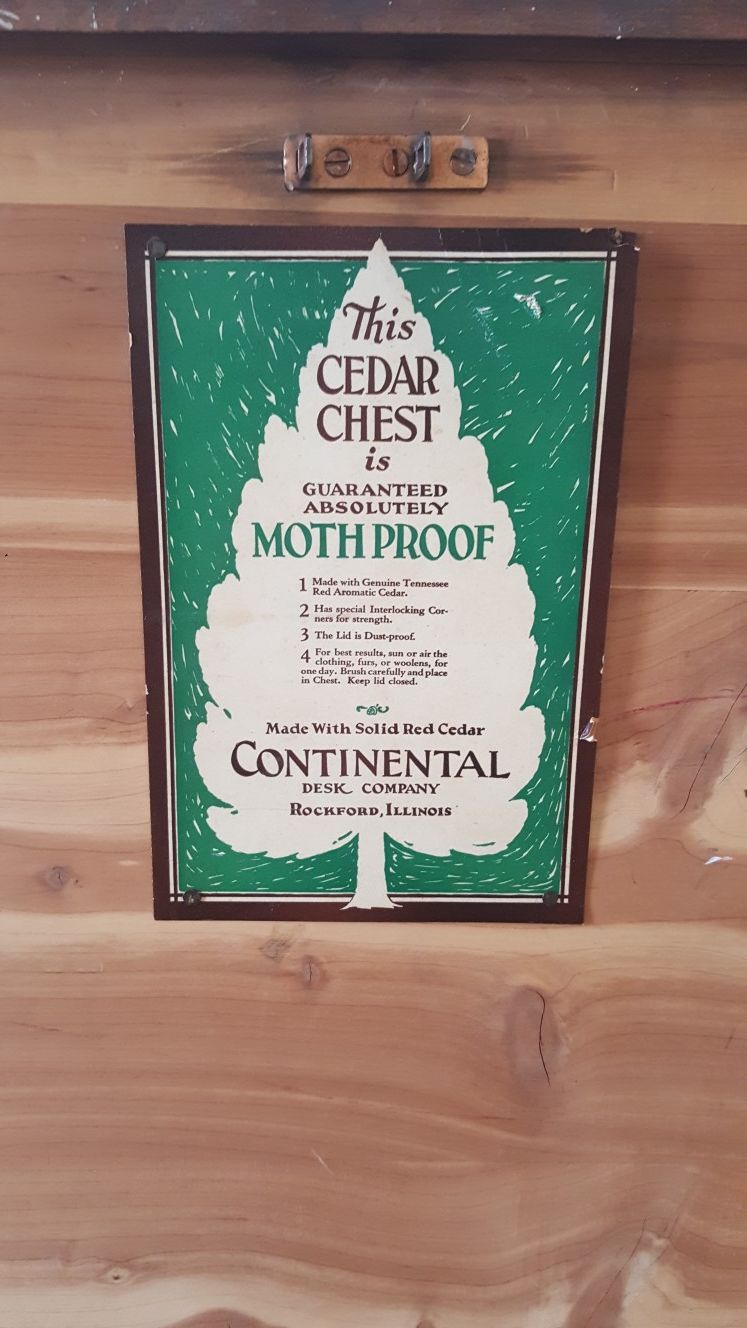 This
CEDAR
CHEST
is
GUARANTEED
ABSOLUTELY
MOTH PROOF
1 Made with Genuine Tennessee
Red Aromatic Cedar.
2 Has special Interlocking Cor-
ners for strength.
3 The Lid is Dust-proof.
4 For best results, sun or air the
clothing, furs, or woolens, for
one day. Brush carefully and place
in Chest. Keep lid closed.
Made With Solid Red Cedar
CONTINENTAL
DESK COMPANY
ROCKFORD, ILLINOIS